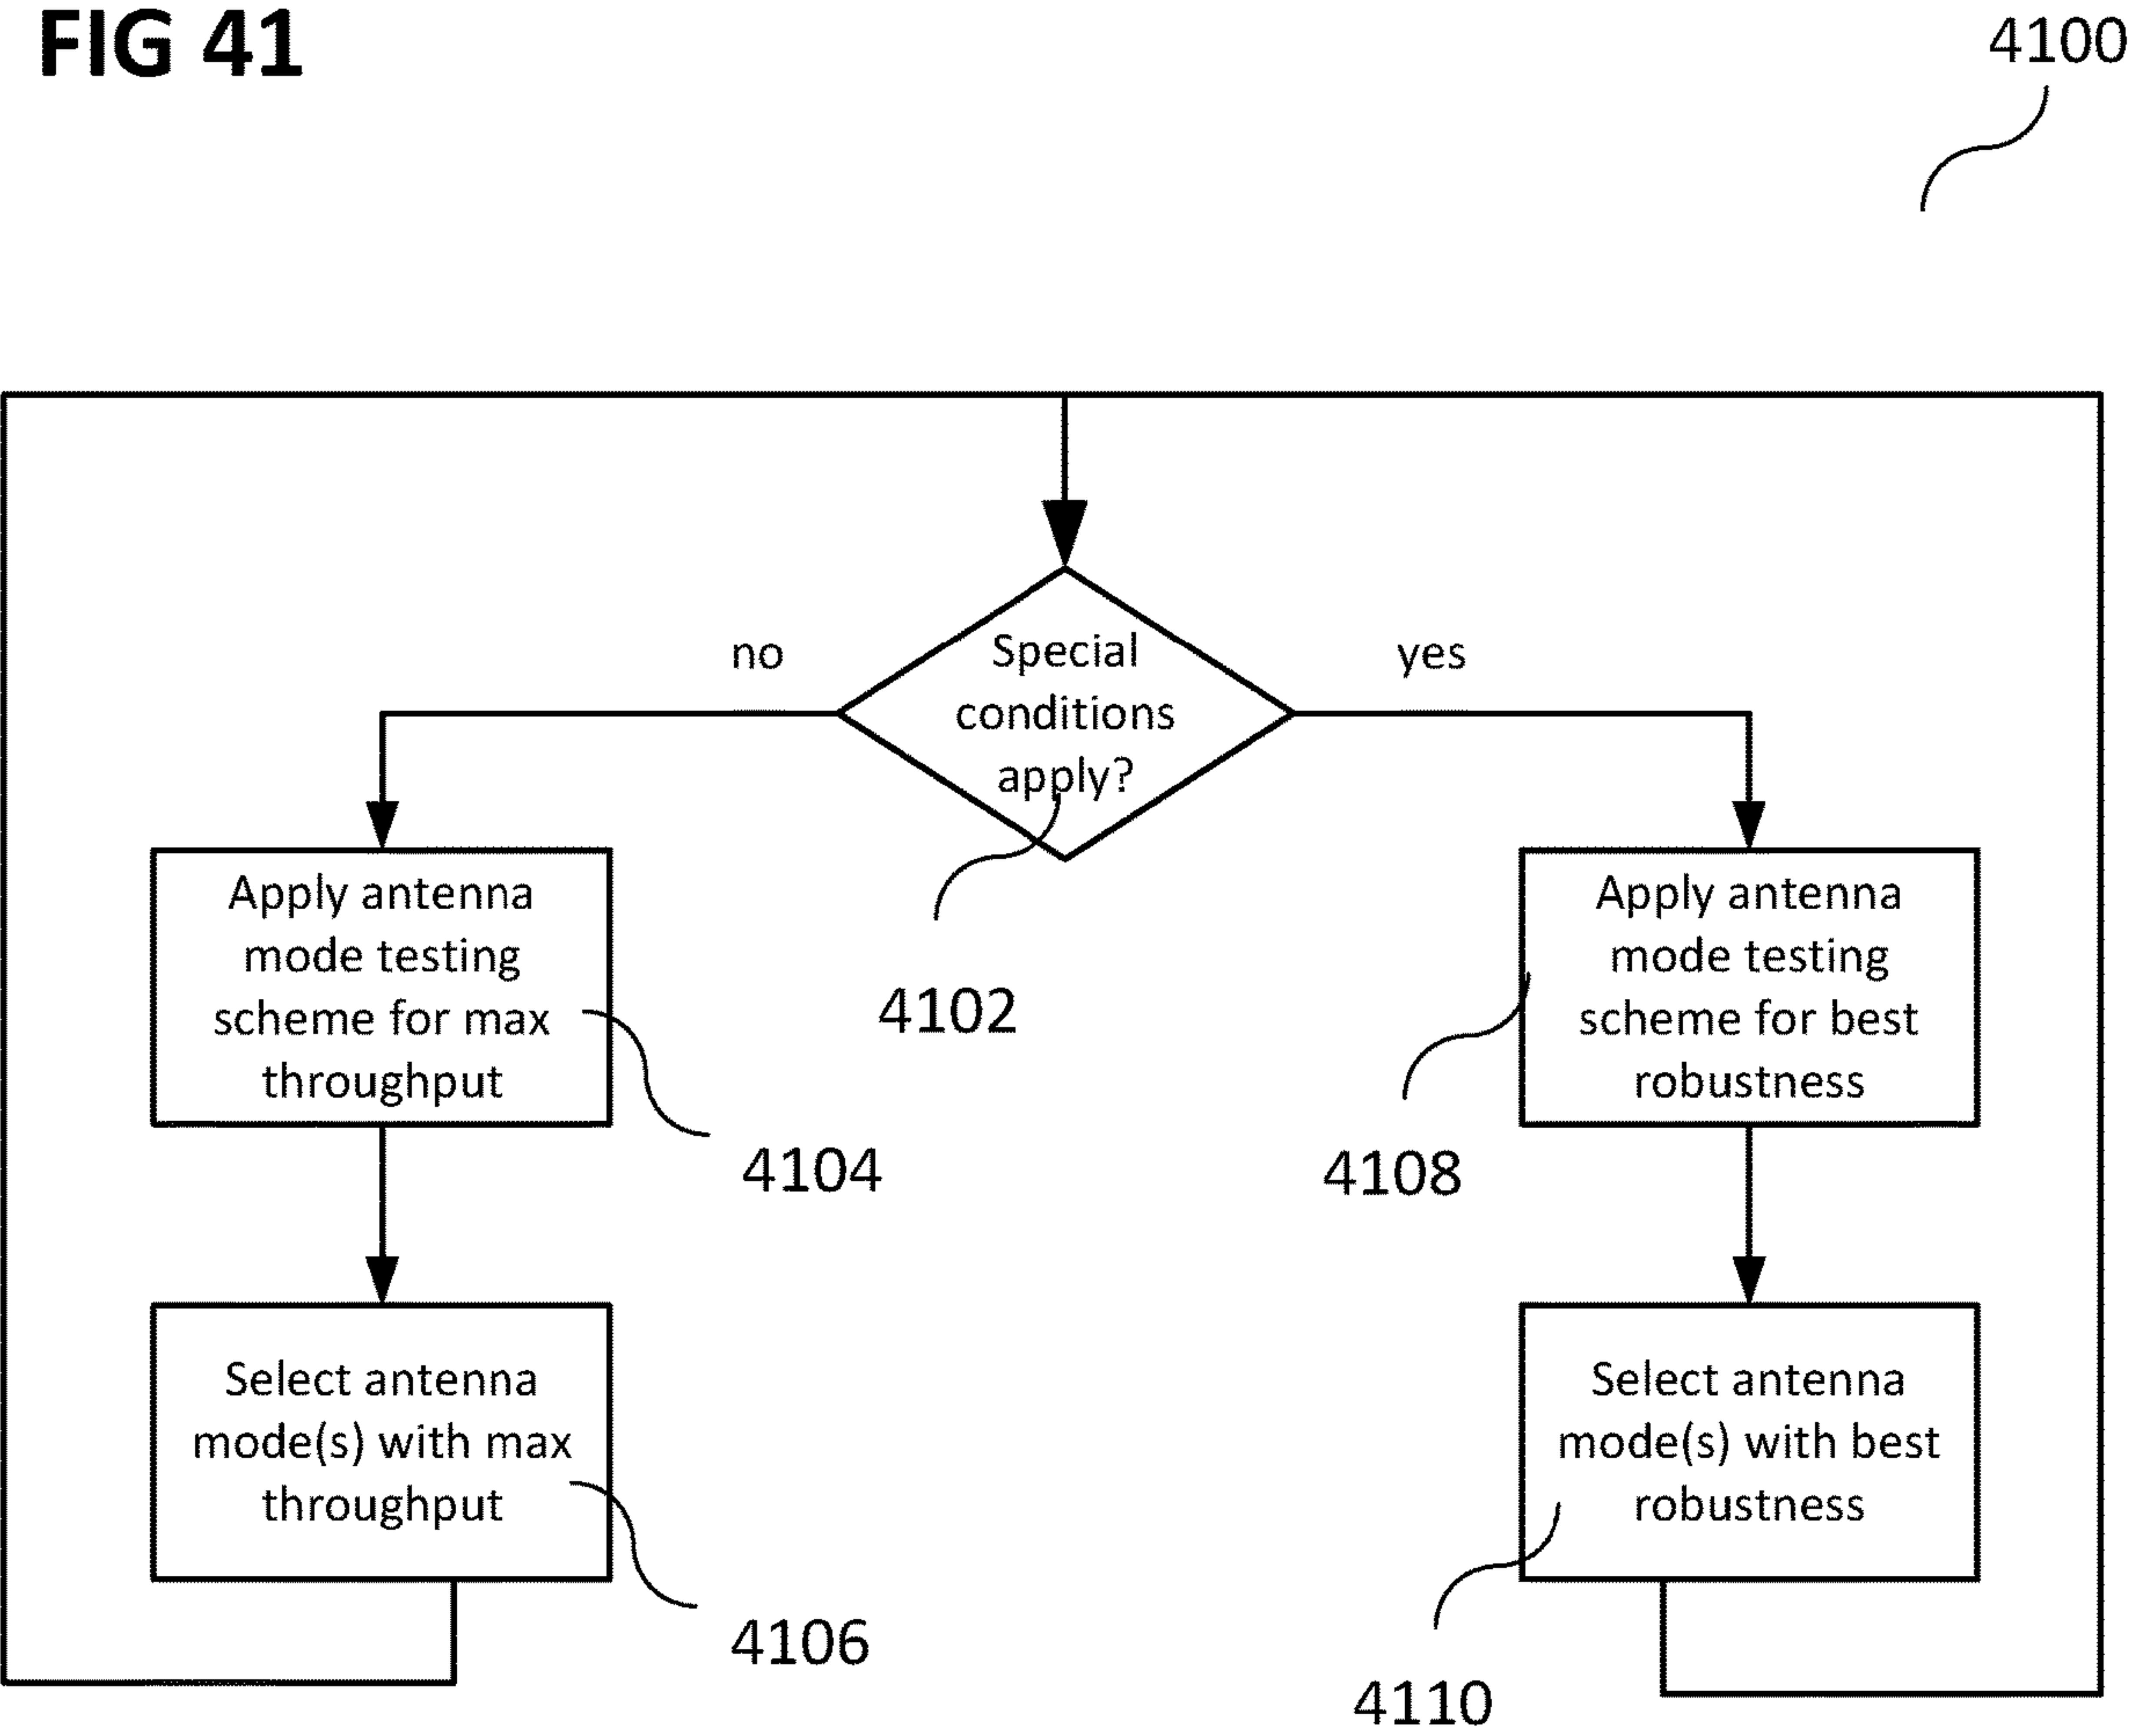 FIG 41
4100
Special
conditions
apply?
no
yes
4102
Apply antenna
mode testing
scheme for max
throughput
4104
Apply antenna
mode testing
scheme for best
robustness
4108
Select antenna
mode(s) with max
throughput
4106
Select antenna
mode(s) with best
robustness
4110